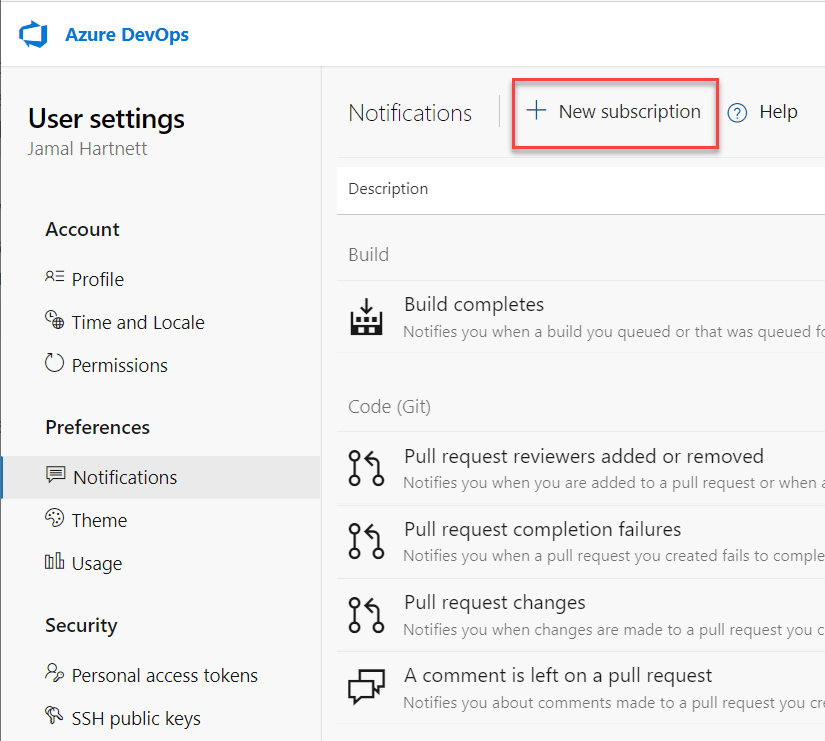 Azure DevOps
User settings
Jamal Hartnett
Account
Profile
Time and Locale
Permissions
Preferences
Notifications
Theme
Usage
Security
Personal access tokens
SSH public keys
Notifications
New subscription
Help
Description
Build
Build completes
Notifies you when a build you queued or that was queued fo
Code (Git)
Pull request reviewers added or removed
Notifies you when you are added to a pull request or when a
Pull request completion failures
Notifies you when a pull request you created fails to comple
Pull request changes
Notifies you when changes are made to a pull request you c
A comment is left on a pull request
Notifies you about comments made to a pull request you cre